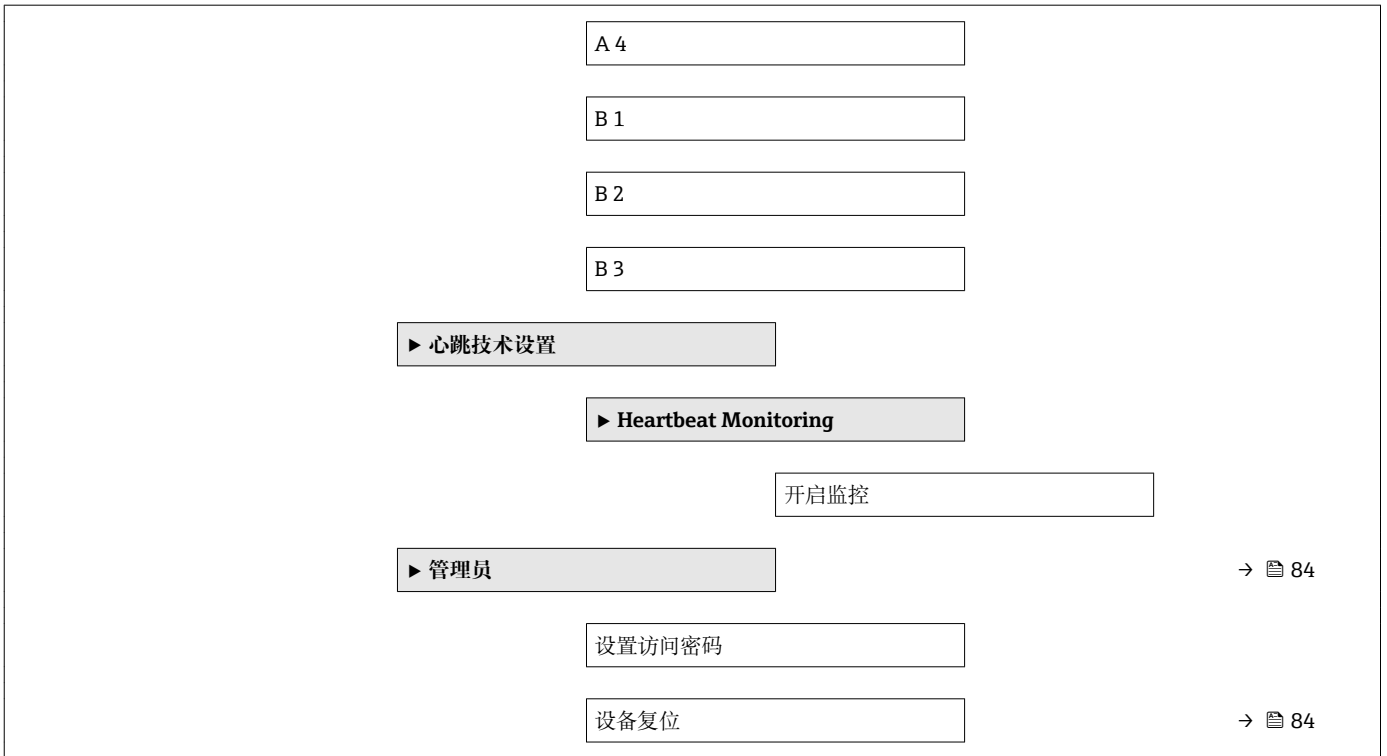 A 4
B 1
B 2
B 3
▶ 心跳技术设置
▶ Heartbeat Monitoring
开启监控
▶ 管理员 → 84
设置访问密码
设备复位 → 84